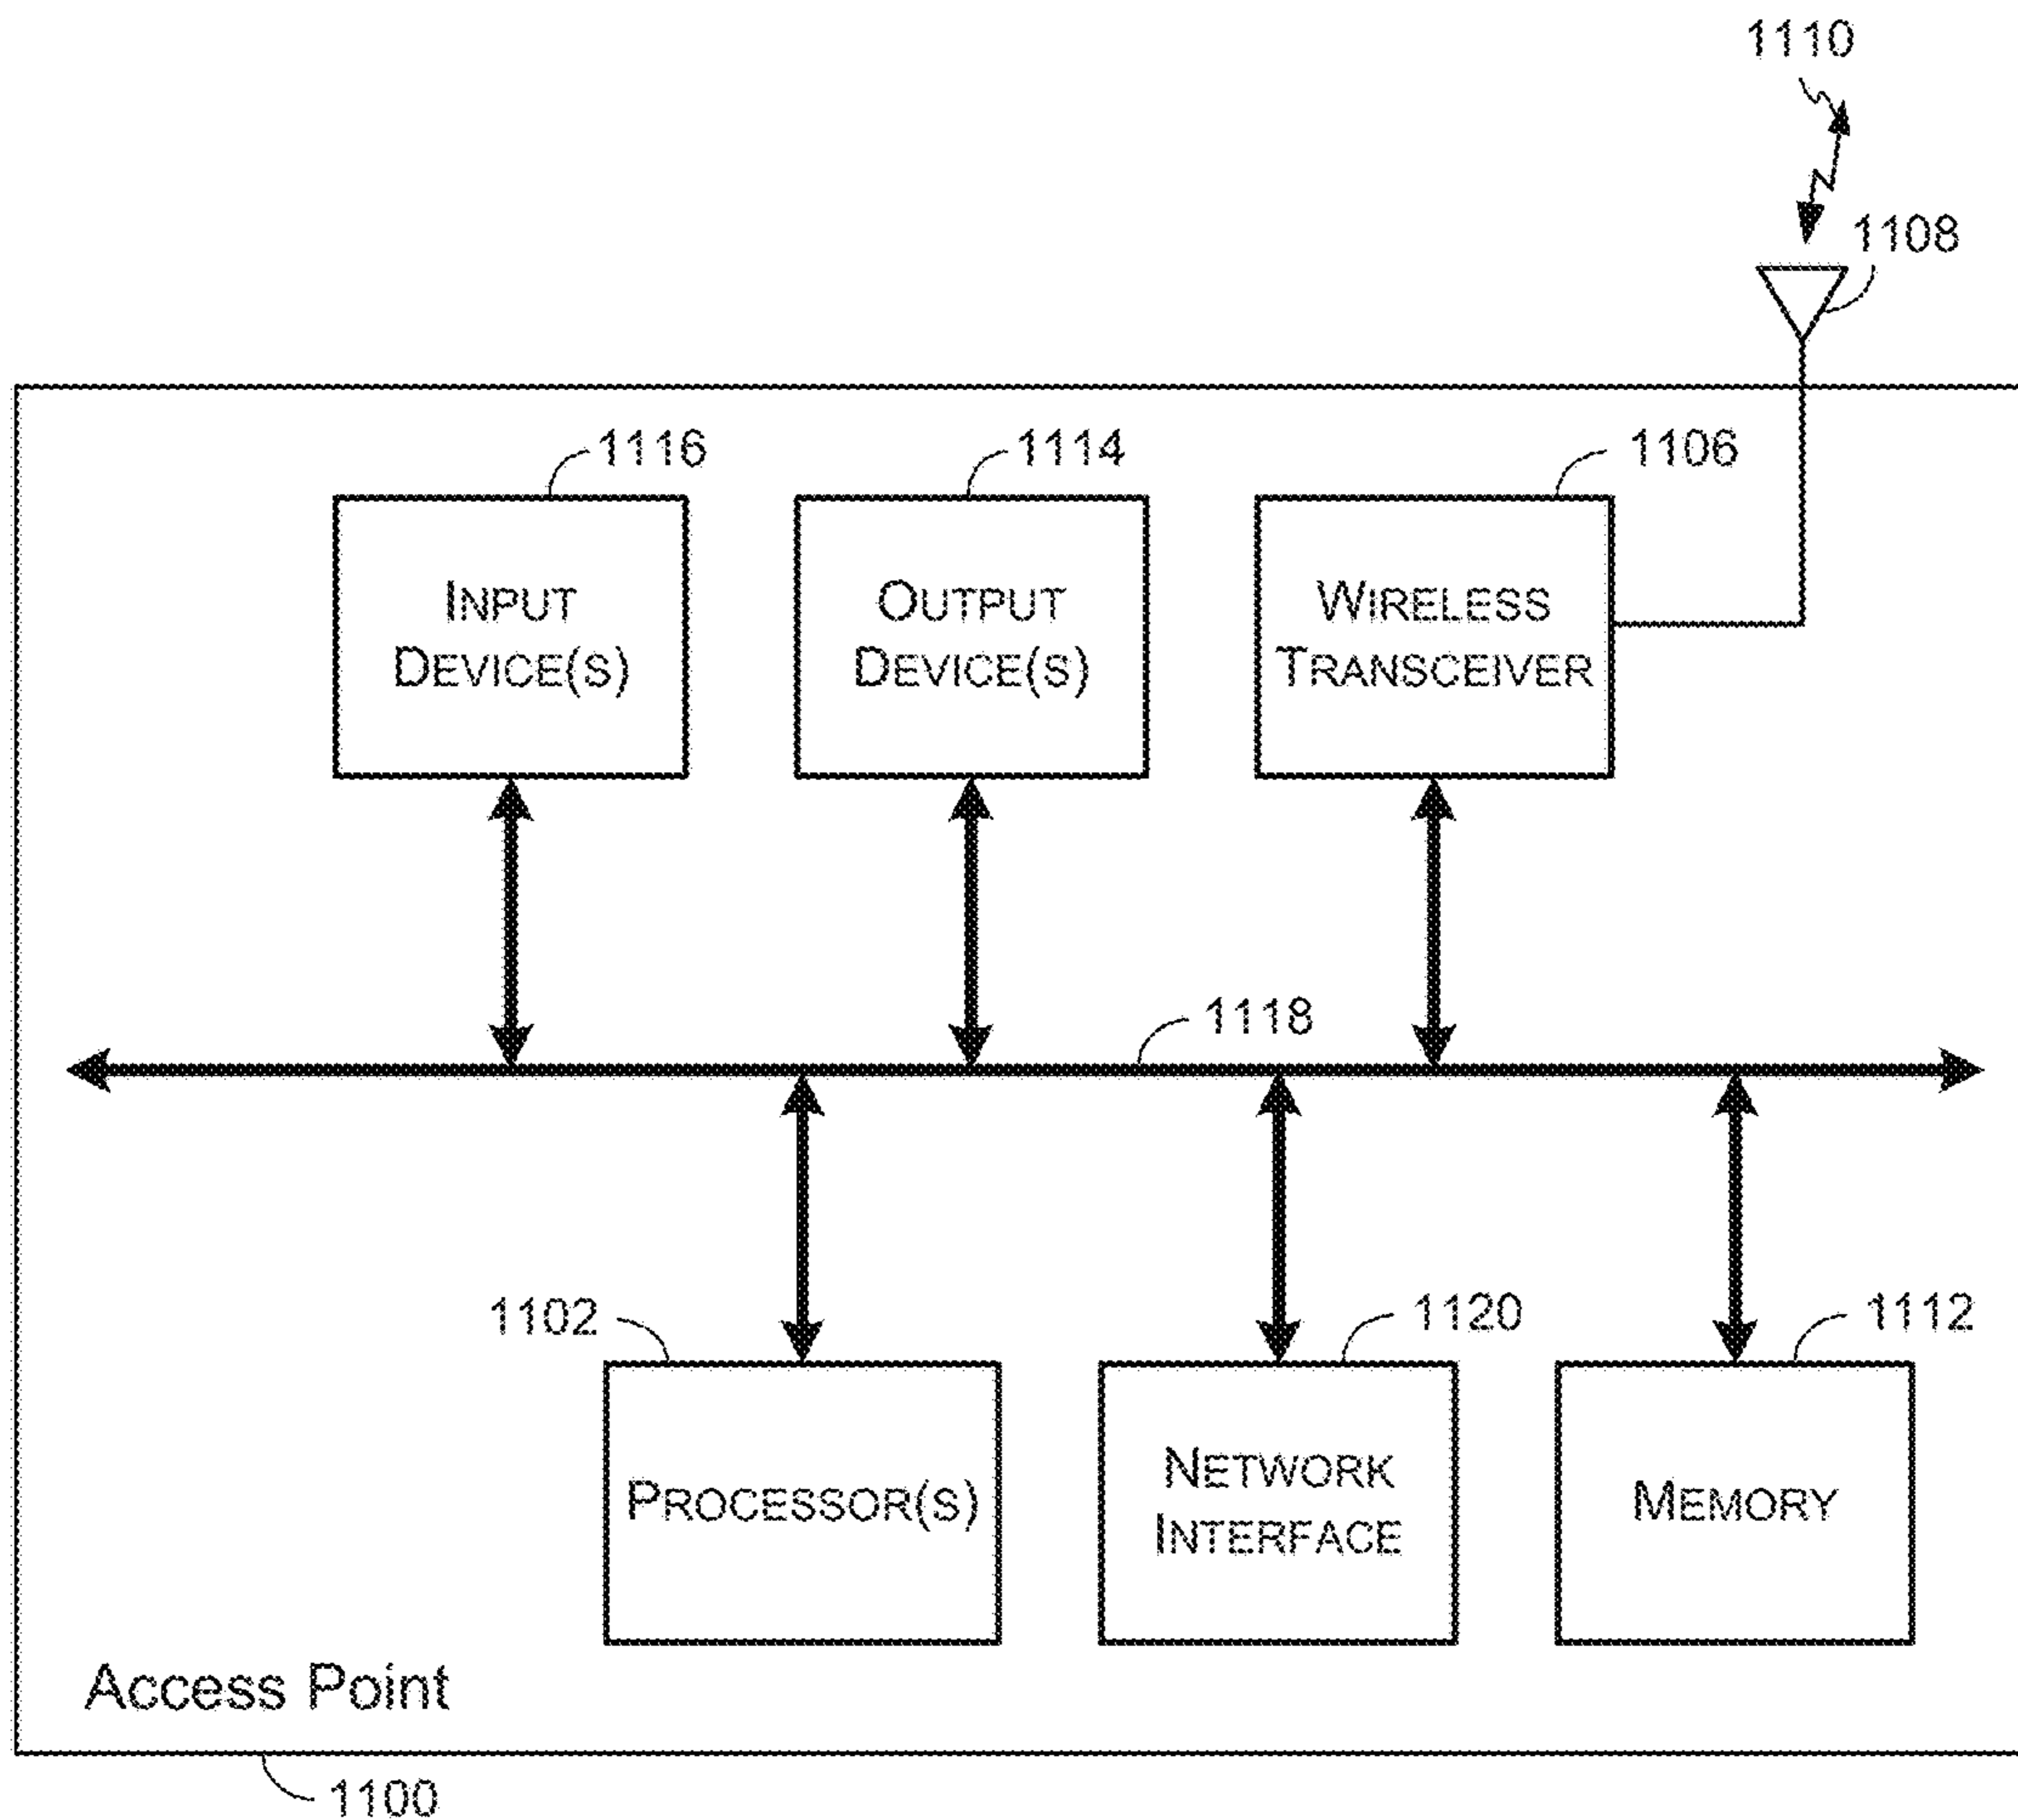 1110
1108
1116
1114
1106
INPUT
DEVICE(S)
OUTPUT
DEVICE(S)
WIRELESS
TRANSCEIVER
1118
1102
1120
1112
PROCESSOR(S)
NETWORK
INTERFACE
MEMORY
Access Point
1100